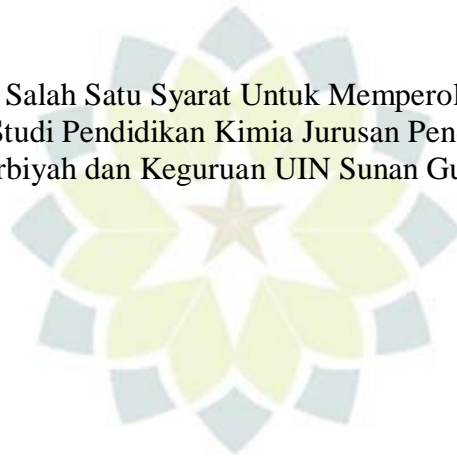 Salah Satu Syarat Untuk Memperol
Studi Pendidikan Kimia Jurusan Pen
rbiyah dan Keguruan UIN Sunan Gu